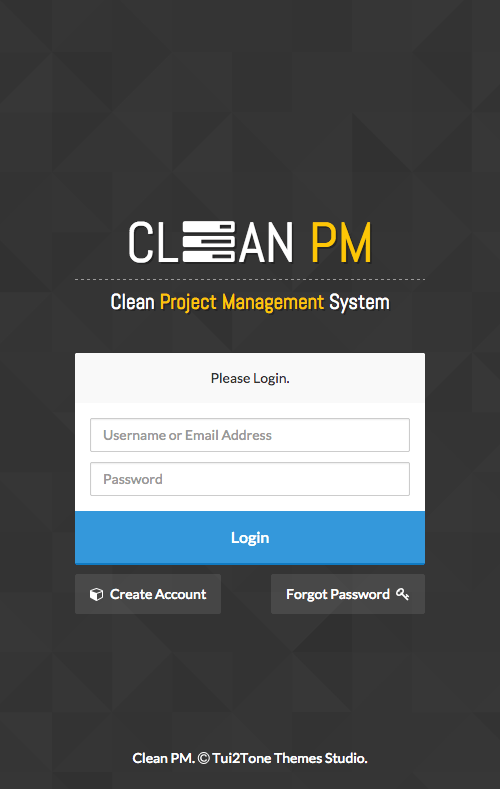 CLEAN PM
Clean Project Management System
Please Login.
Username or Email Address
Password
Login
Create Account
Forgot Password
Clean PM. © Tui2Tone Themes Studio.